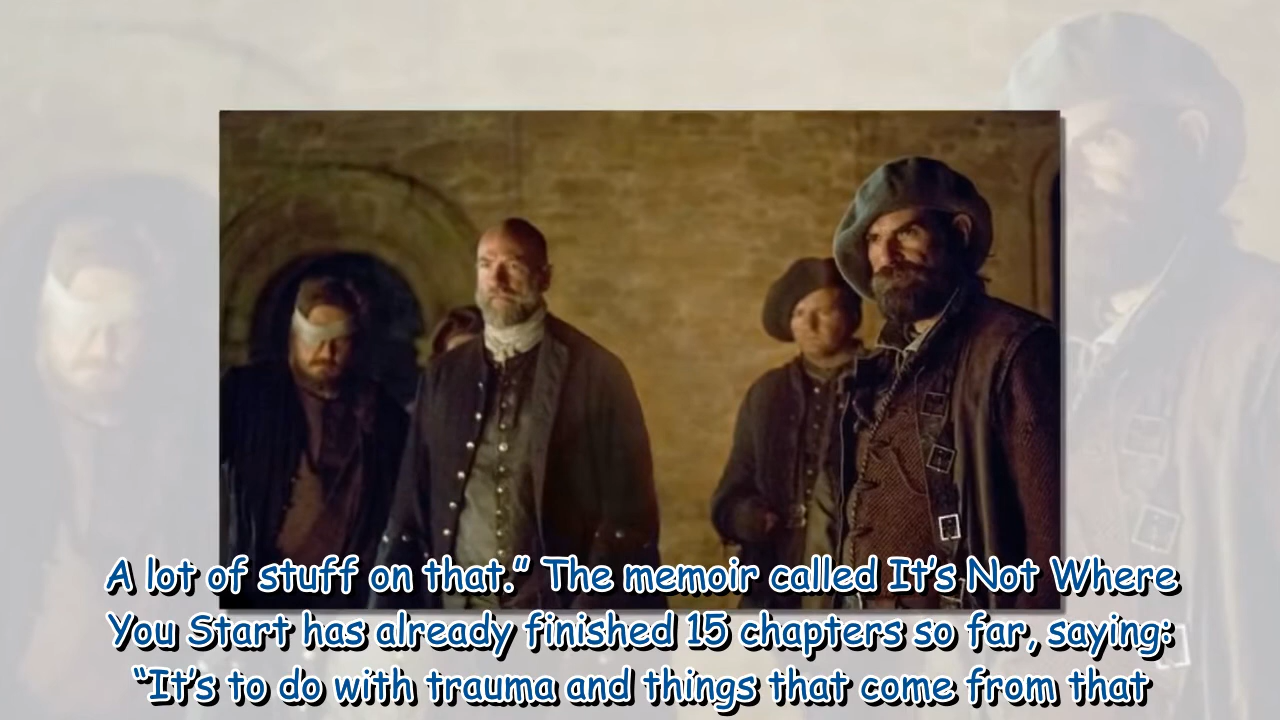 A lot of stuff on that.” The memoir called It’s Not Where
You Start has already finished 15 chapters so far, saying:
“It’s to do with trauma and things that come from that